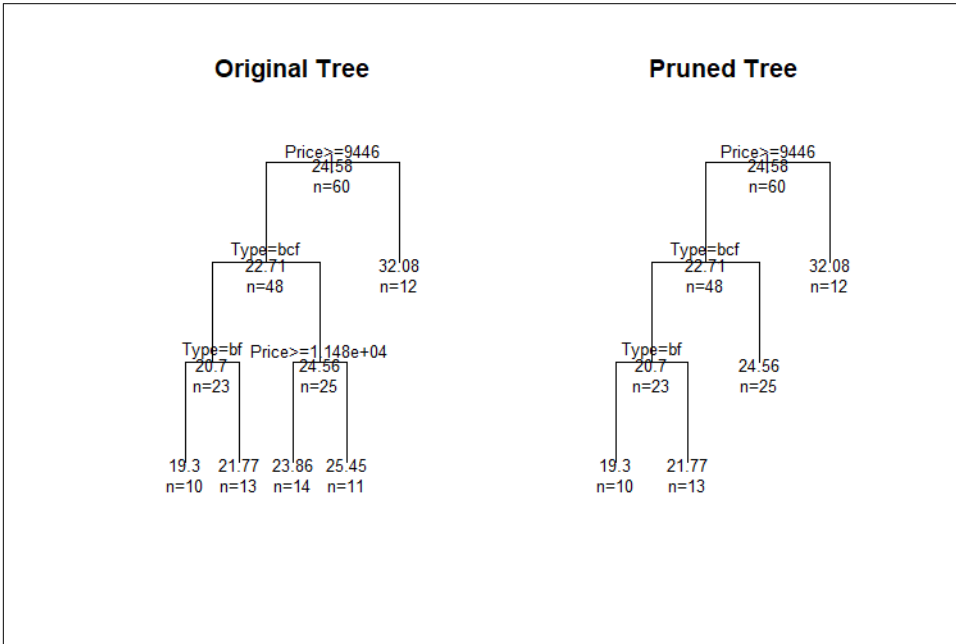 Original Tree
Price>=9446
24.58
n=60
Type=bcf
22.71
n=48
32.08
n=12
Type=bf
20.7
n=23
Price>=1.148e+04
24.56
n=25
19.3
n=10
21.77
n=13
23.86
n=14
25.45
n=11
Pruned Tree
Price>=9446
24.58
n=60
Type=bcf
22.71
n=48
32.08
n=12
Type=bf
20.7
n=23
24.56
n=25
19.3
n=10
21.77
n=13